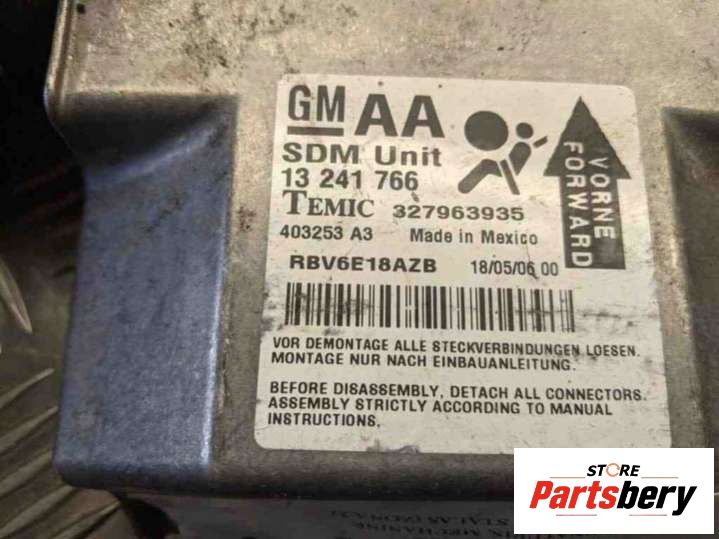 GM AA
SDM Unit
13 241 766
TEMIC 327963935
403253 A3 Made in Mexico
RBV6E18AZB 18/05/06 00
VORNE
FORWARD
VOR DEMONTAGE ALLE STECKVERBINDUNGEN LOESEN.
MONTAGE NUR NACH EINBAUANLEITUNG.
BEFORE DISASSEMBLY, DETACH ALL CONNECTORS.
ASSEMBLY STRICTLY ACCORDING TO MANUAL
INSTRUCTIONS.
STORE
Partsbery